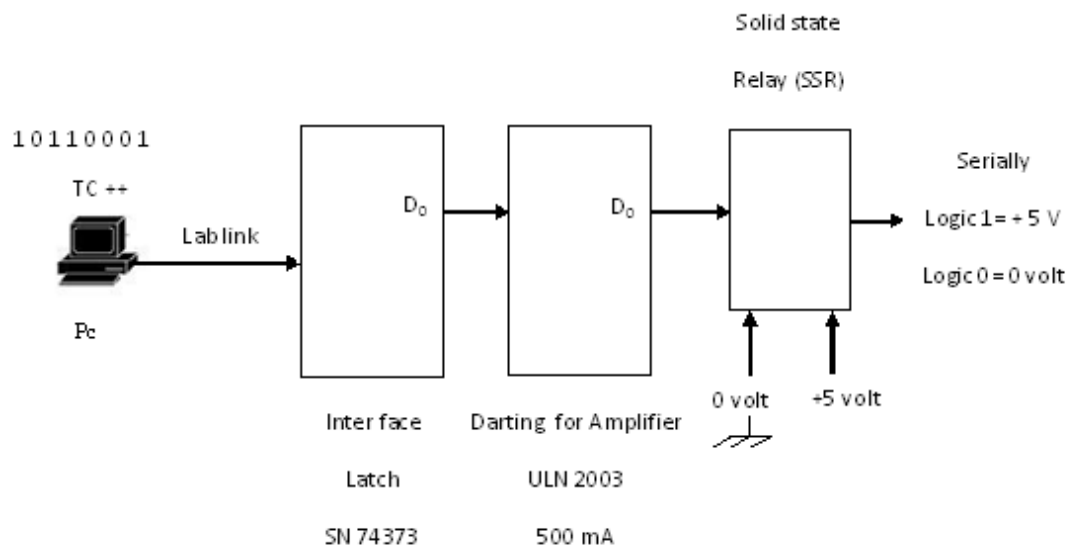 Solid state
Relay (SSR)
1 0 1 1 0 0 0 1
TC ++
Lab link
Pc
D₀
D₀
Serially
Logic 1= + 5 V
Logic 0 = 0 volt
0 volt
+5 volt
Inter face
Latch
SN 74373
Darting for Amplifier
ULN 2003
500 mA